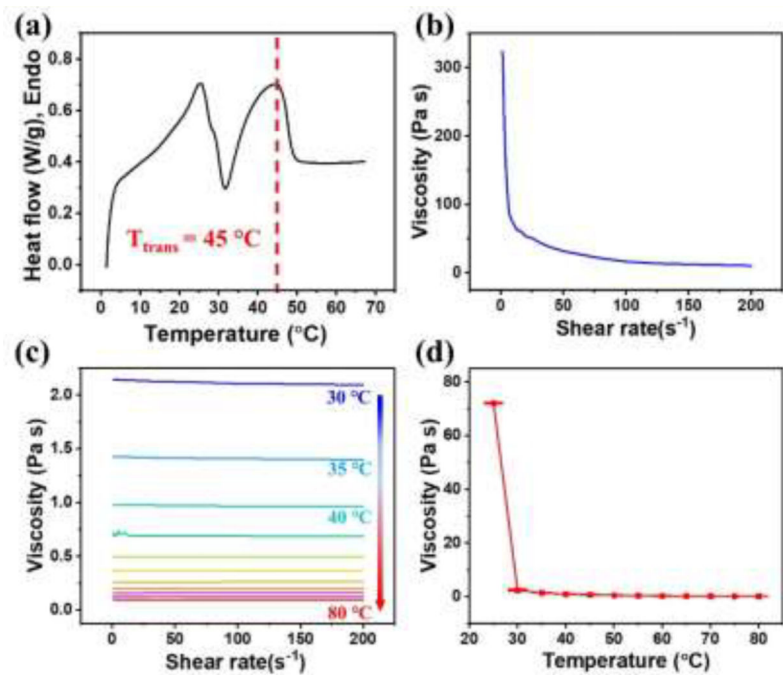 (a)
Heat flow (W/g), Endo
0.8
0.6
0.4
0.2
0.0
T_trans = 45 °C
0 10 20 30 40 50 60 70
Temperature (°C)
(b)
Viscosity (Pa s)
300
200
100
0
0 50 100 150 200
Shear rate(s⁻¹)
(c)
Viscosity (Pa s)
2.0
1.5
1.0
0.5
0.0
30 °C
35 °C
40 °C
80 °C
0 50 100 150 200
Shear rate(s⁻¹)
(d)
Viscosity (Pa s)
80
60
40
20
0
20 30 40 50 60 70 80
Temperature (°C)